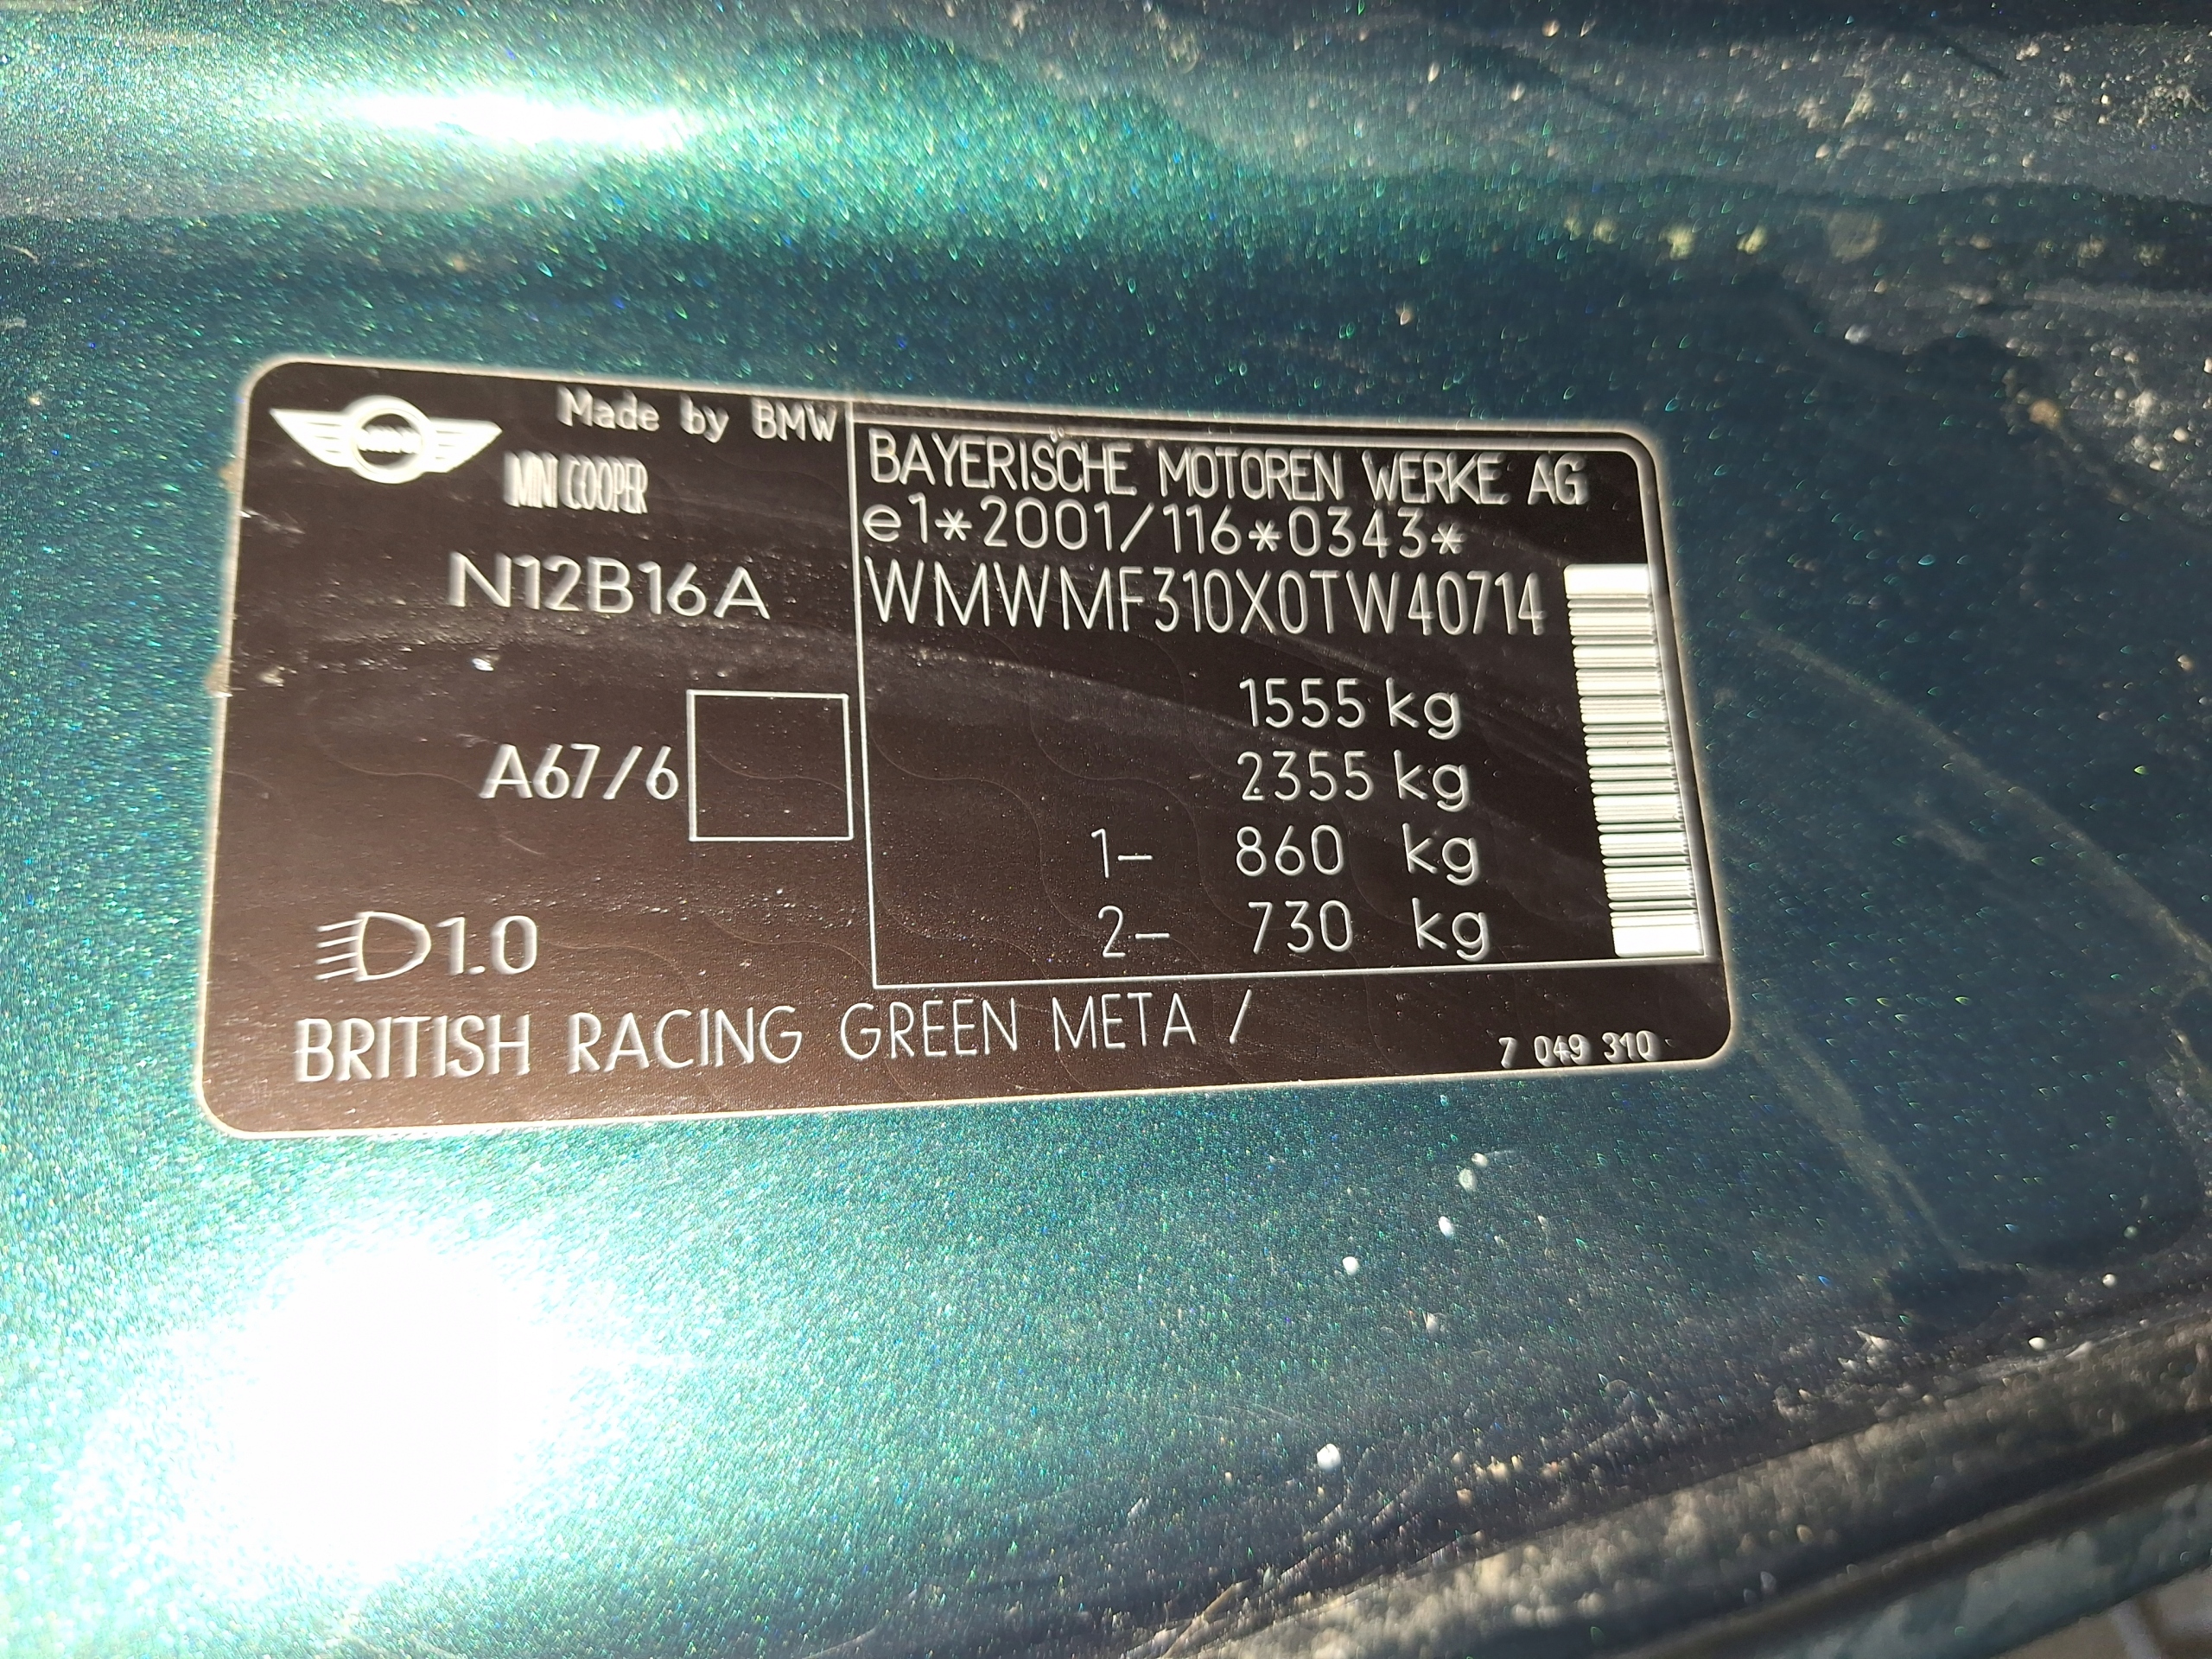 MINI
Made by BMW
MINI COOPER
N12B16A
A67/6
1.0
BAYERISCHE MOTOREN WERKE AG
e1*2001/116*0343*
WMWMF310X0TW40714
1555 kg
2355 kg
1- 860 kg
2- 730 kg
BRITISH RACING GREEN META /
7 049 310